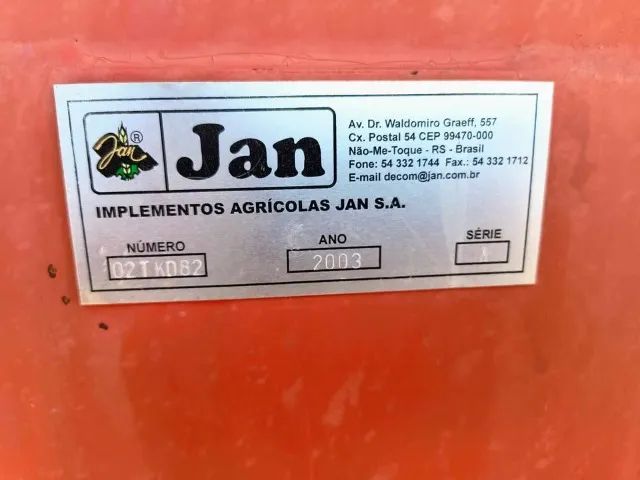 Jan ®
Jan
Av. Dr. Waldomiro Graeff, 557
Cx. Postal 54 CEP 99470-000
Não-Me-Toque - RS - Brasil
Fone: 54 332 1744 Fax.: 54 332 1712
E-mail decom@jan.com.br
IMPLEMENTOS AGRÍCOLAS JAN S.A.
NÚMERO
02TKD82
ANO
2003
SÉRIE